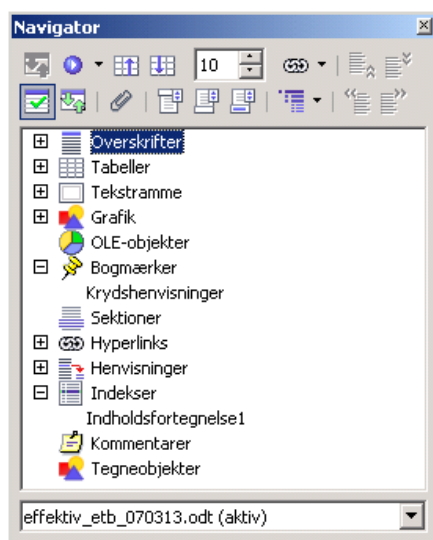 Navigator
10
Overskrifter
Tabeller
Tekstramme
Grafik
OLE-objekter
Bogmærker
Krydshenvisninger
Sektioner
Hyperlinks
Henvisninger
Indekser
Indholdsfortegnelse1
Kommentarer
Tegneobjekter
effektiv_etb_070313.odt (aktiv)